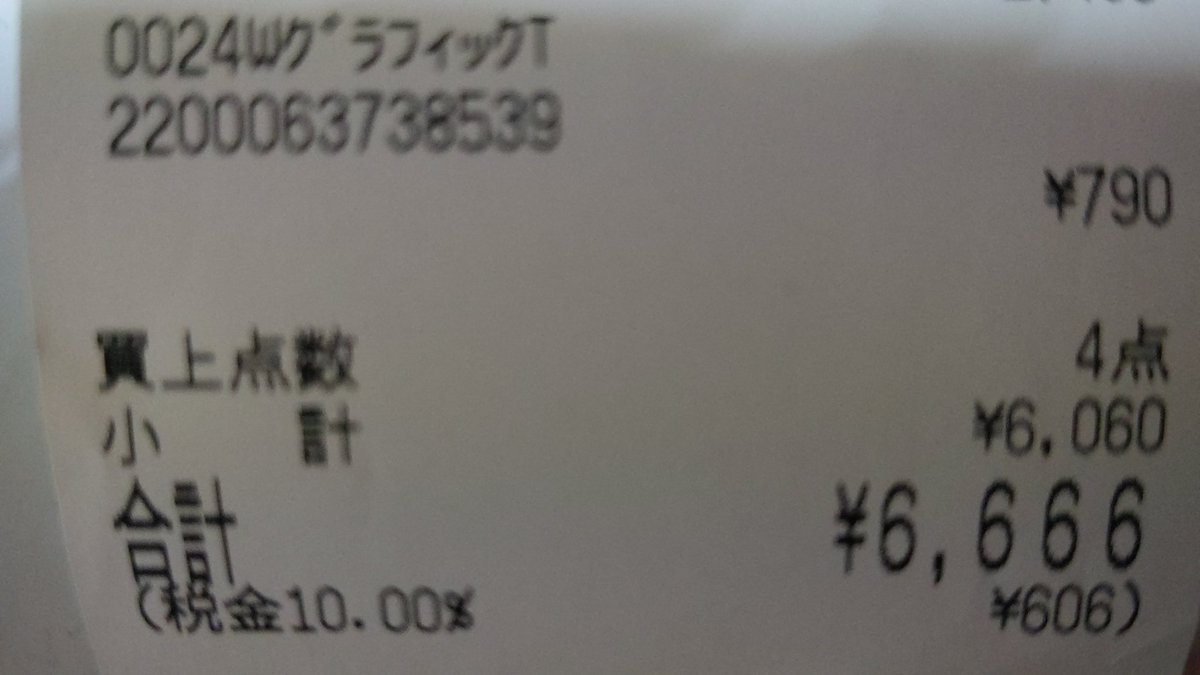 0024WグラフィックT
2200063738539
¥790
買上点数 4点
小計 ¥6,060
合計 ¥6,666
(税金10.00% ¥606)